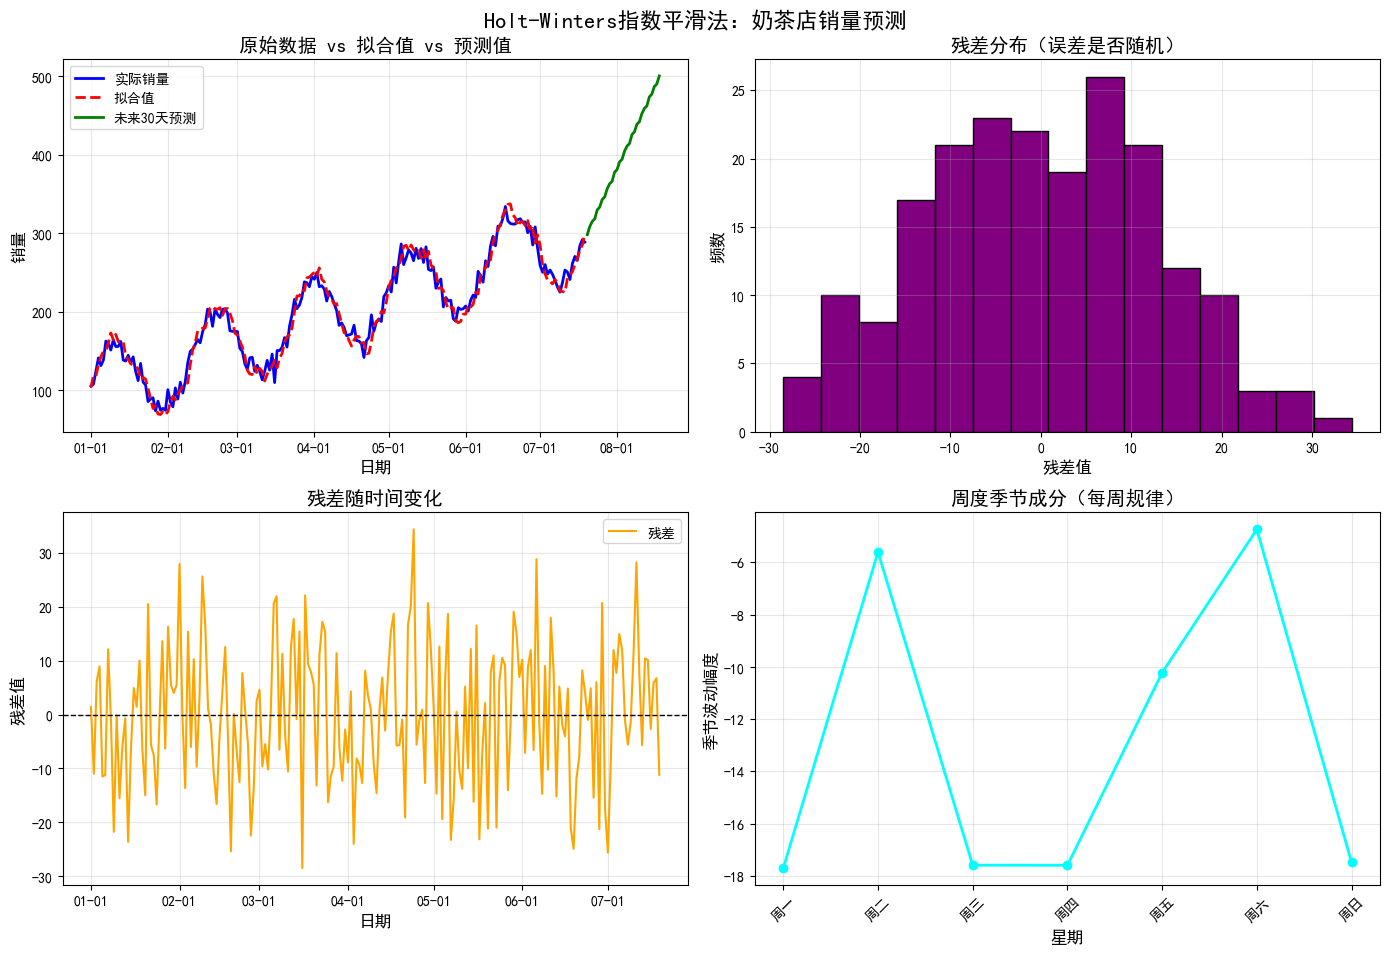 Holt-Winters指数平滑法：奶茶店销量预测
原始数据 vs 拟合值 vs 预测值
实际销量
拟合值
未来30天预测
500
400
300
200
100
销量
01-01 02-01 03-01 04-01 05-01 06-01 07-01 08-01
日期
残差分布（误差是否随机）
25
20
15
10
5
0
频数
−30 −20 −10 0 10 20 30
残差值
残差随时间变化
残差
30
20
10
0
−10
−20
−30
残差值
01-01 02-01 03-01 04-01 05-01 06-01 07-01
日期
周度季节成分（每周规律）
−6
−8
−10
−12
−14
−16
−18
季节波动幅度
周一 周二 周三 周四 周五 周六 周日
星期